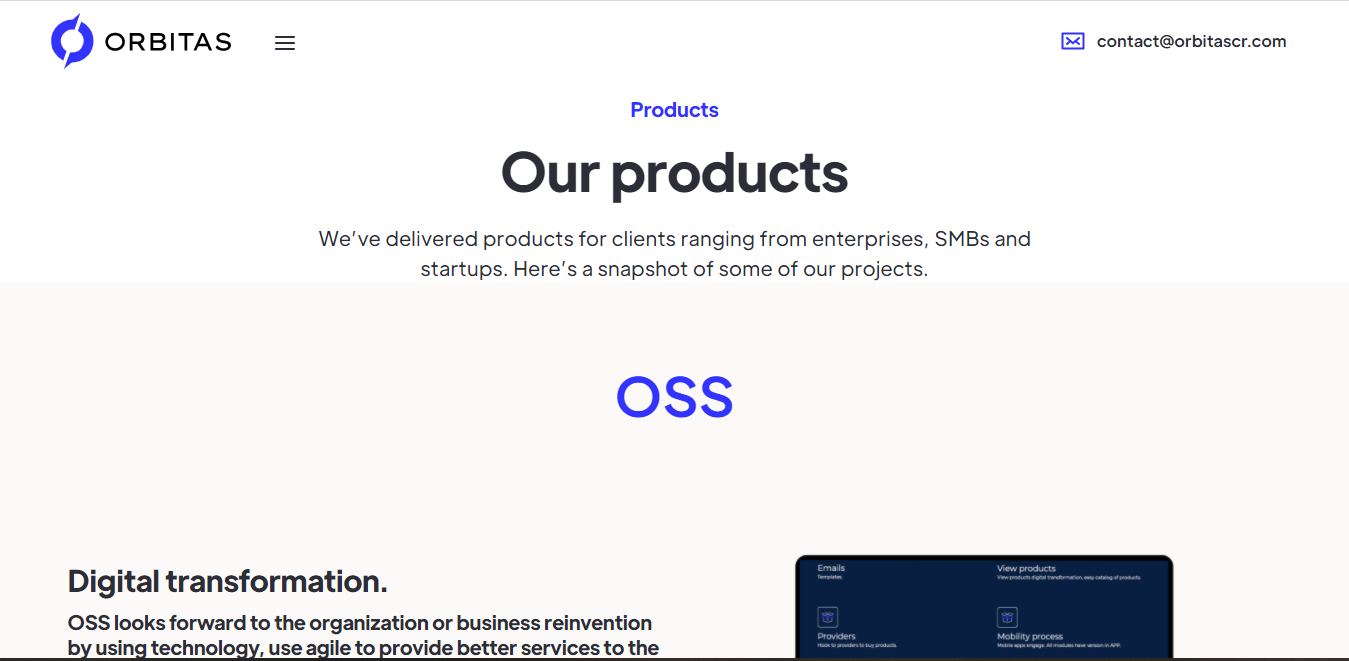 ORBITAS
contact@orbitascr.com
Products
Our products
We’ve delivered products for clients ranging from enterprises, SMBs and
startups. Here’s a snapshot of some of our projects.
OSS
Digital transformation.
OSS looks forward to the organization or business reinvention
by using technology, use agile to provide better services to the
Emails
Templates.
View products
View products digital transformation, easy catalog of products.
Providers
Hook to providers to buy products.
Mobility process
Mobile apps engage. All modules have version in APP.